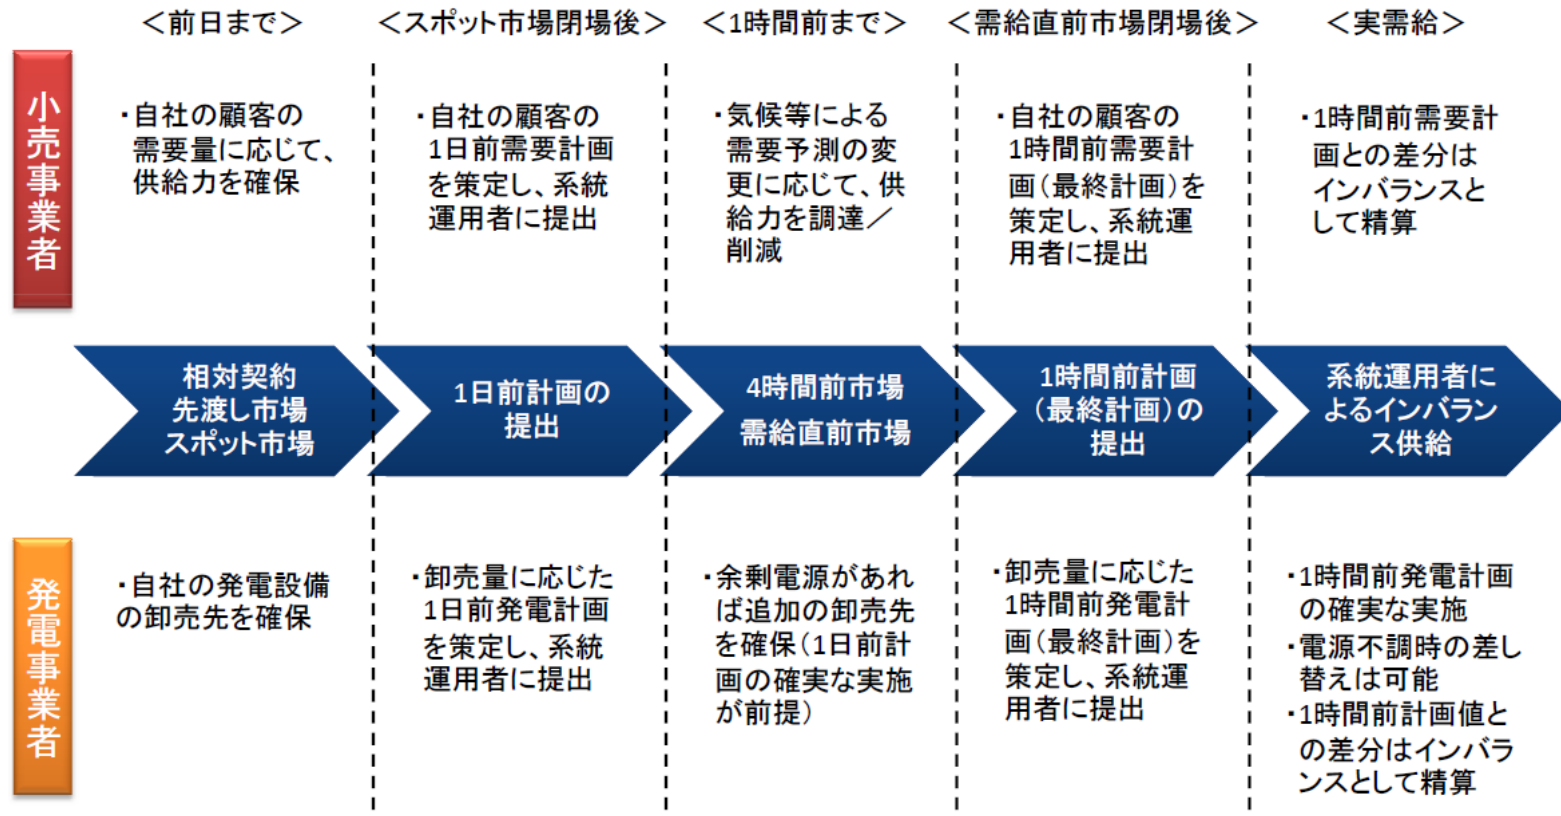 ＜前日まで＞
＜スポット市場閉場後＞
＜1時間前まで＞
＜需給直前市場閉場後＞
＜実需給＞
小売事業者
・自社の顧客の
需要量に応じて、
供給力を確保
・自社の顧客の
1日前需要計画
を策定し、系統
運用者に提出
・気候等による
需要予測の変
更に応じて、供
給力を調達／
削減
・自社の顧客の
1時間前需要計
画（最終計画）を
策定し、系統運
用者に提出
・1時間前需要計
画との差分は
インバランスと
して精算
相対契約
先渡し市場
スポット市場
1日前計画の
提出
4時間前市場
需給直前市場
1時間前計画
（最終計画）の
提出
系統運用者に
よるインバラン
ス供給
発電事業者
・自社の発電設備
の卸売先を確保
・卸売量に応じた
1日前発電計画
を策定し、系統
運用者に提出
・余剰電源があれ
ば追加の卸売先
を確保（1日前計
画の確実な実施
が前提）
・卸売量に応じた
1時間前発電計
画（最終計画）を
策定し、系統運
用者に提出
・1時間前発電計画
の確実な実施
・電源不調時の差し
替えは可能
・1時間前計画値と
の差分はインバラ
ンスとして精算